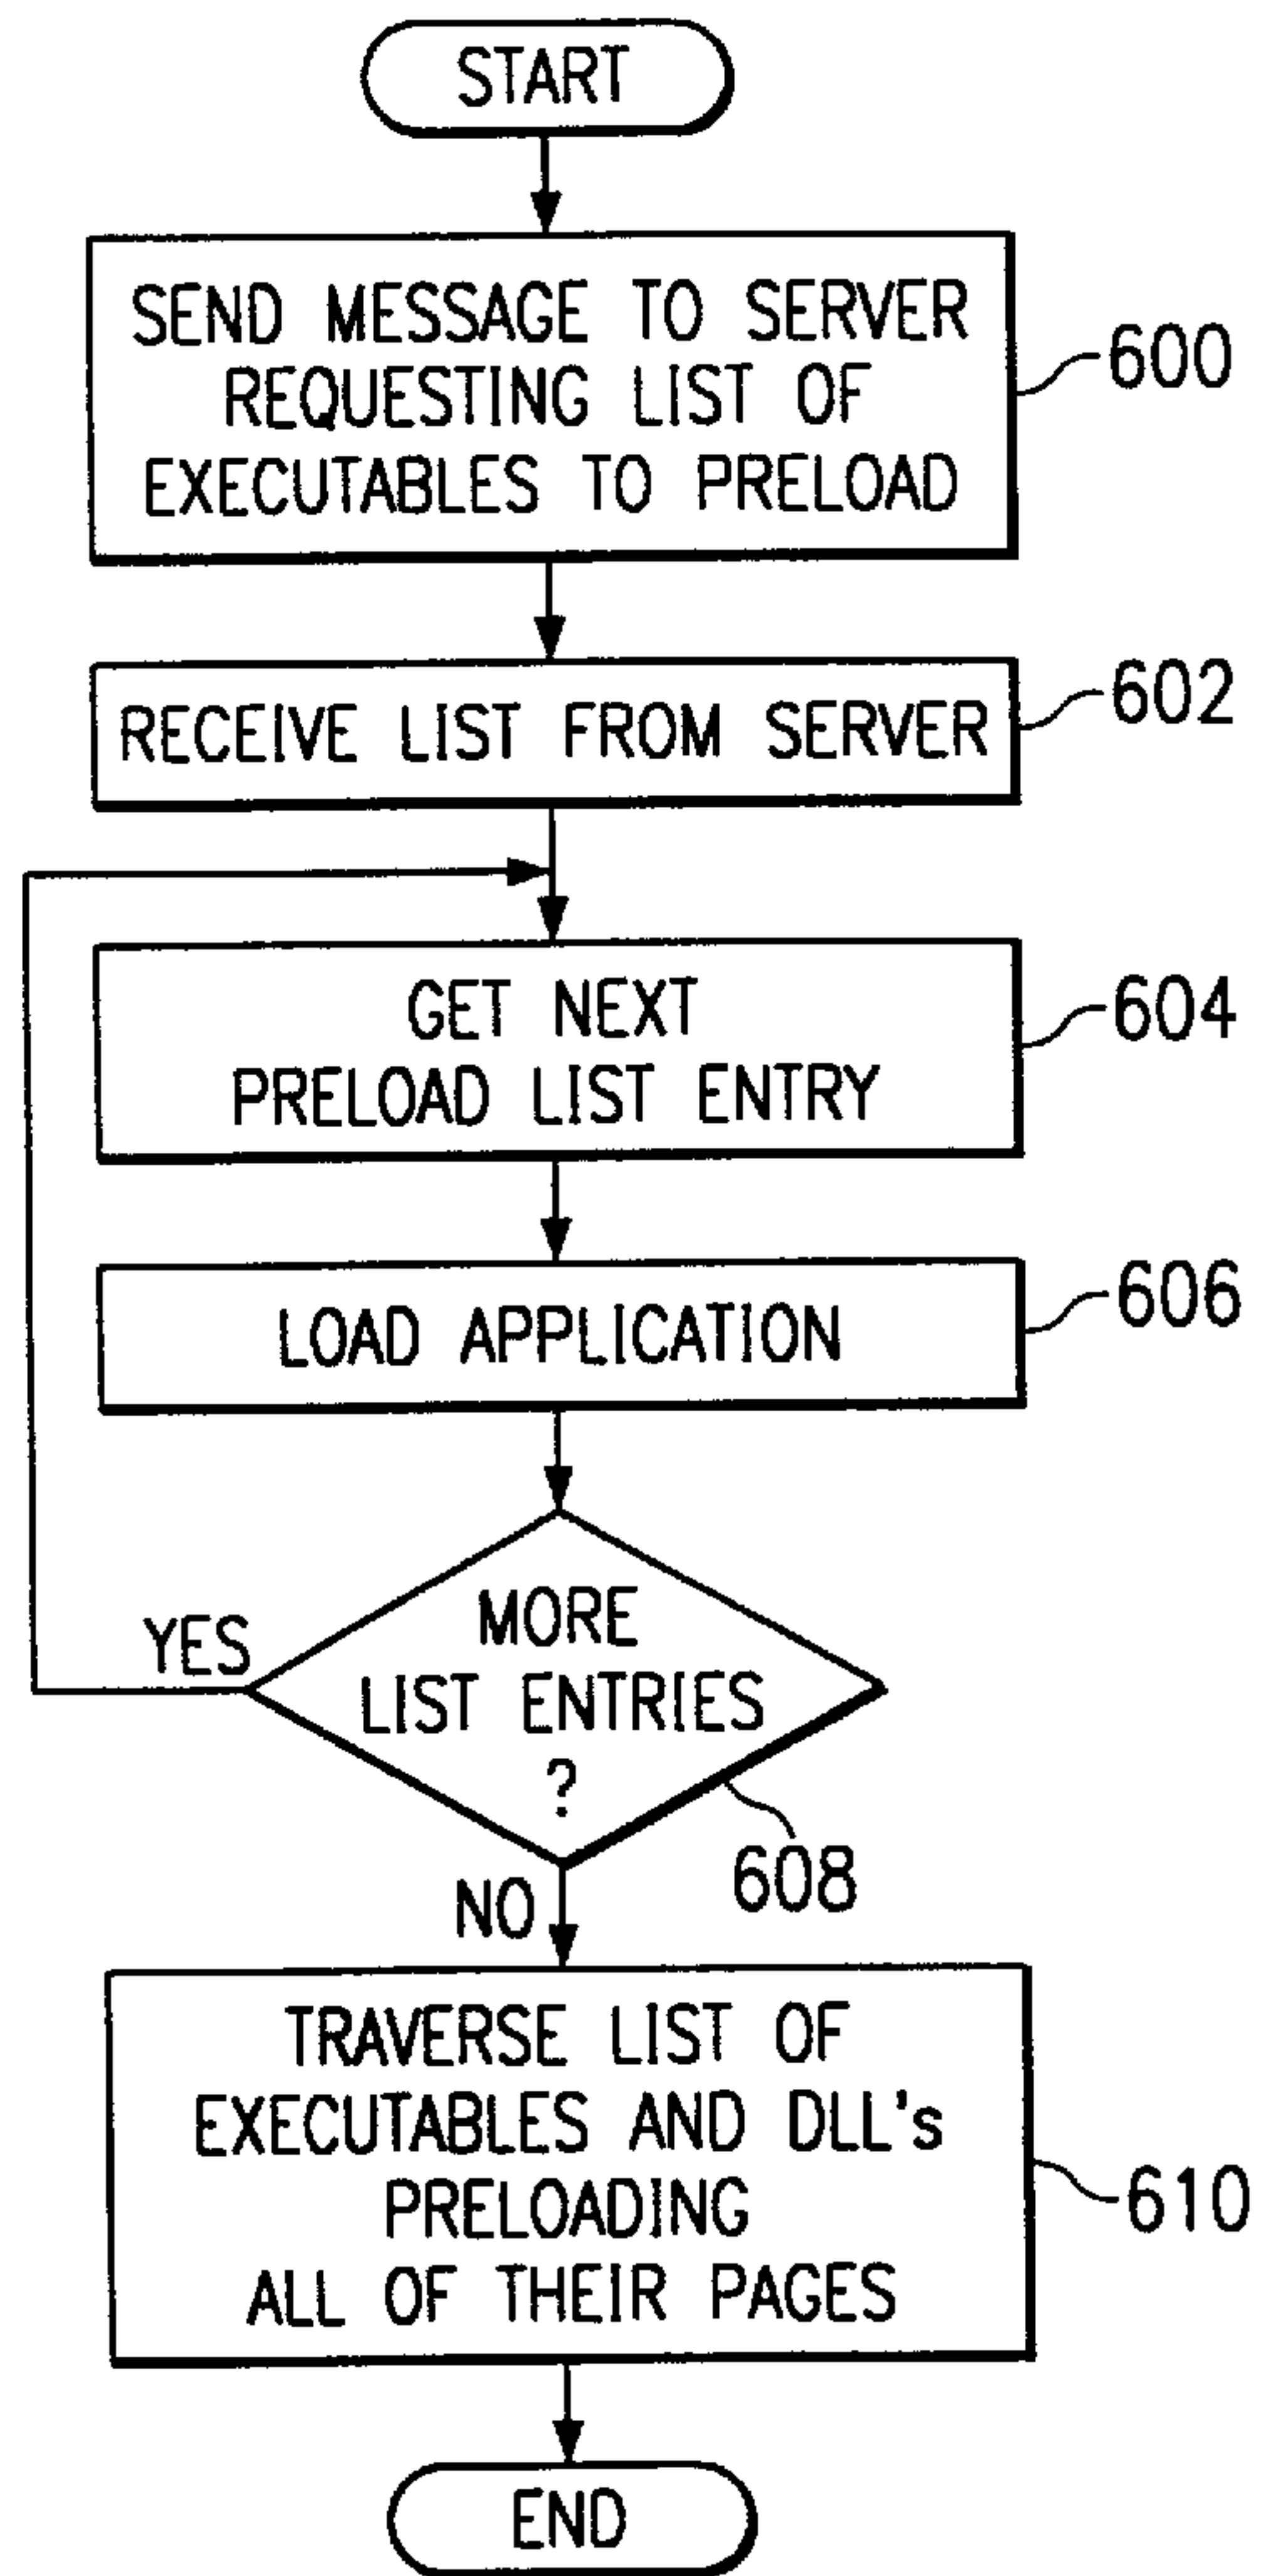 START
SEND MESSAGE TO SERVER
REQUESTING LIST OF
EXECUTABLES TO PRELOAD
600
RECEIVE LIST FROM SERVER
602
GET NEXT
PRELOAD LIST ENTRY
604
LOAD APPLICATION
606
MORE
LIST ENTRIES
?
YES
608
NO
TRAVERSE LIST OF
EXECUTABLES AND DLL's
PRELOADING
ALL OF THEIR PAGES
610
END